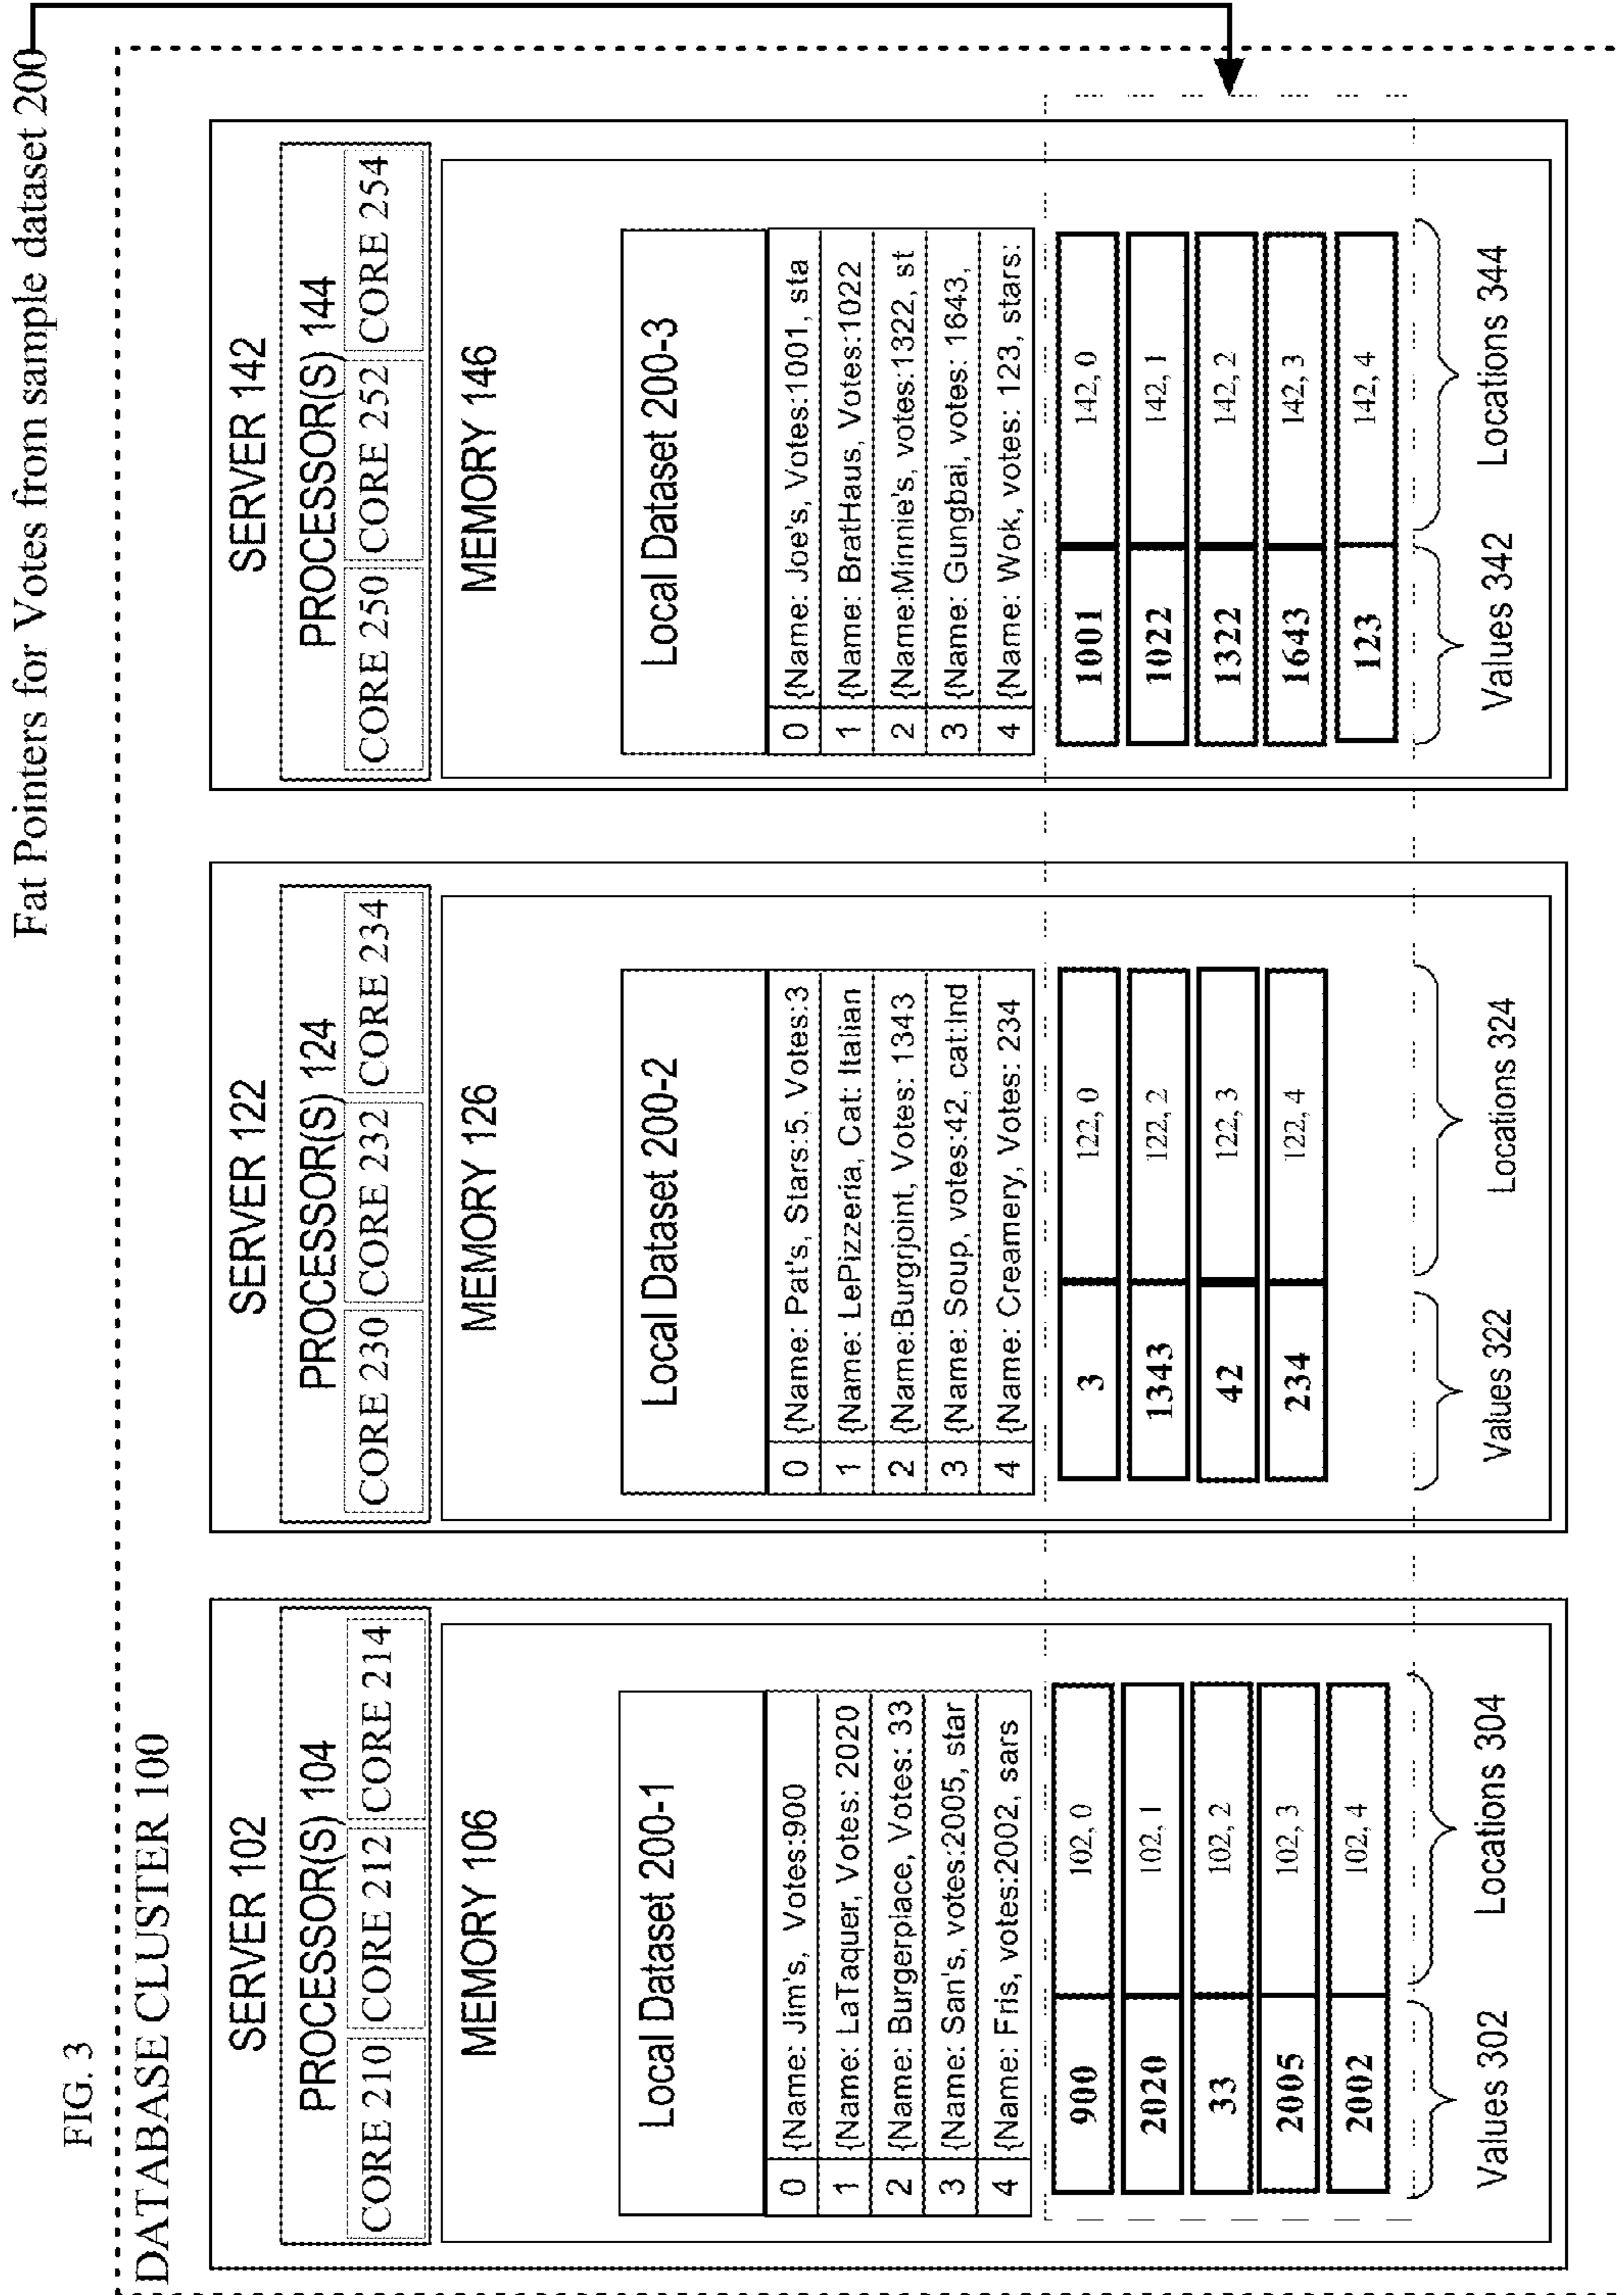 FIG. 3
Fat Pointers for Votes from sample dataset 200
DATABASE CLUSTER 100
SERVER 102
PROCESSOR(S) 104
CORE 210 CORE 212 CORE 214
MEMORY 106
Local Dataset 200-1
0 {Name: Jim's, Votes:900
1 {Name: LaTaquer, Votes: 2020
2 {Name: Burgerplace, Votes: 33
3 {Name: San's, votes:2005, star
4 {Name: Fris, votes:2002, sars
900 102, 0
2020 102, 1
33 102, 2
2005 102, 3
2002 102, 4
Values 302 Locations 304
SERVER 122
PROCESSOR(S) 124
CORE 230 CORE 232 CORE 234
MEMORY 126
Local Dataset 200-2
0 {Name: Pat's, Stars:5, Votes:3
1 {Name: LePizzeria, Cat: Italian
2 {Name:Burgrjoint, Votes: 1343
3 {Name: Soup, votes:42, cat:Ind
4 {Name: Creamery, Votes: 234
3 122, 0
1343 122, 2
42 122, 3
234 122, 4
Values 322 Locations 324
SERVER 142
PROCESSOR(S) 144
CORE 250 CORE 252 CORE 254
MEMORY 146
Local Dataset 200-3
0 {Name: Joe's, Votes:1001, sta
1 {Name: BratHaus, Votes:1022
2 {Name:Minnie's, votes:1322, st
3 {Name: Gungbai, votes: 1643,
4 {Name: Wok, votes: 123, stars:
1001 142, 0
1022 142, 1
1322 142, 2
1643 142, 3
123 142, 4
Values 342 Locations 344